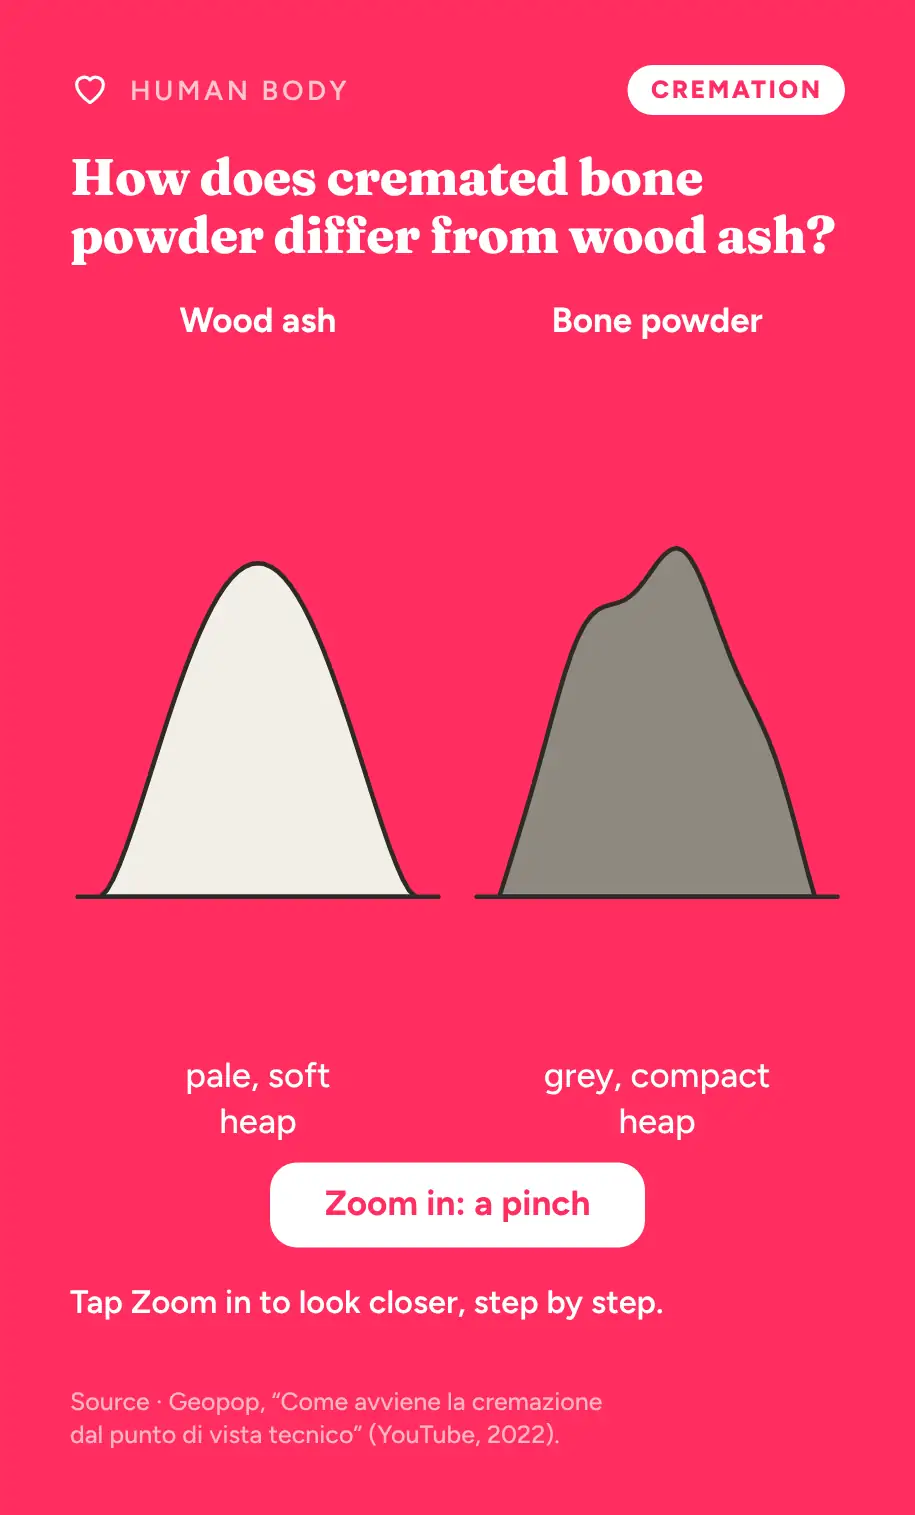 HUMAN BODY
CREMATION
How does cremated bone
powder differ from wood ash?
Wood ash
Bone powder
pale, soft
heap
grey, compact
heap
Zoom in: a pinch
Tap Zoom in to look closer, step by step.
Source · Geopop, “Come avviene la cremazione
dal punto di vista tecnico” (YouTube, 2022).